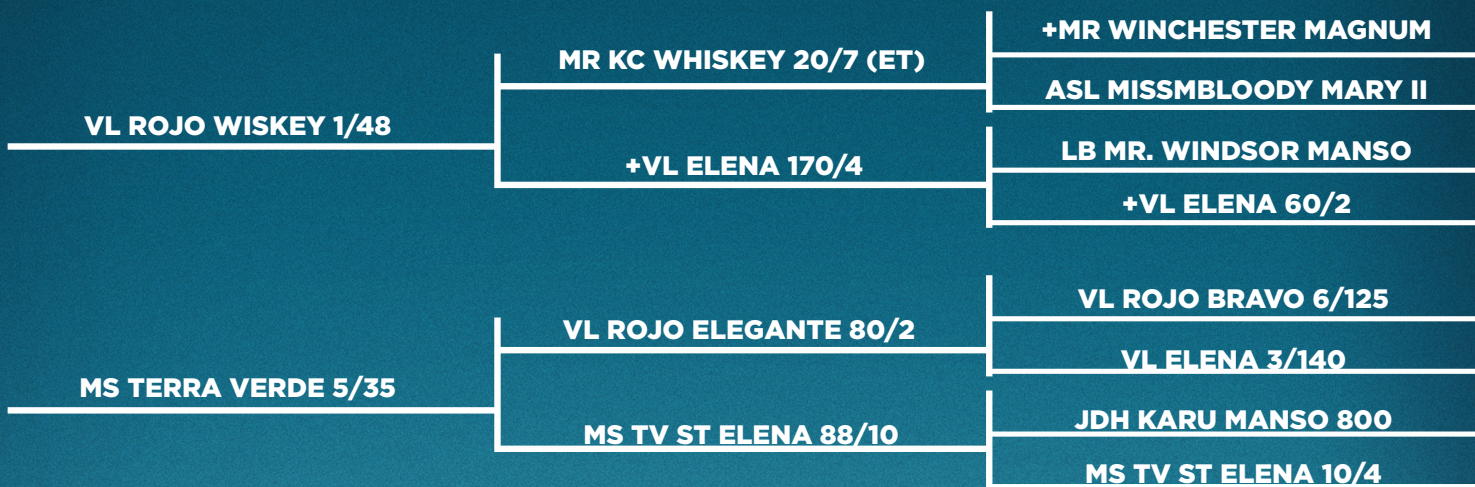 +MR WINCHESTER MAGNUM
MR KC WHISKEY 20/7 (ET)
ASL MISSMBLOODY MARY II
VL ROJO WISKEY 1/48
LB MR. WINDSOR MANSO
+VL ELENA 170/4
+VL ELENA 60/2
VL ROJO BRAVO 6/125
VL ROJO ELEGANTE 80/2
VL ELENA 3/140
MS TERRA VERDE 5/35
JDH KARU MANSO 800
MS TV ST ELENA 88/10
MS TV ST ELENA 10/4